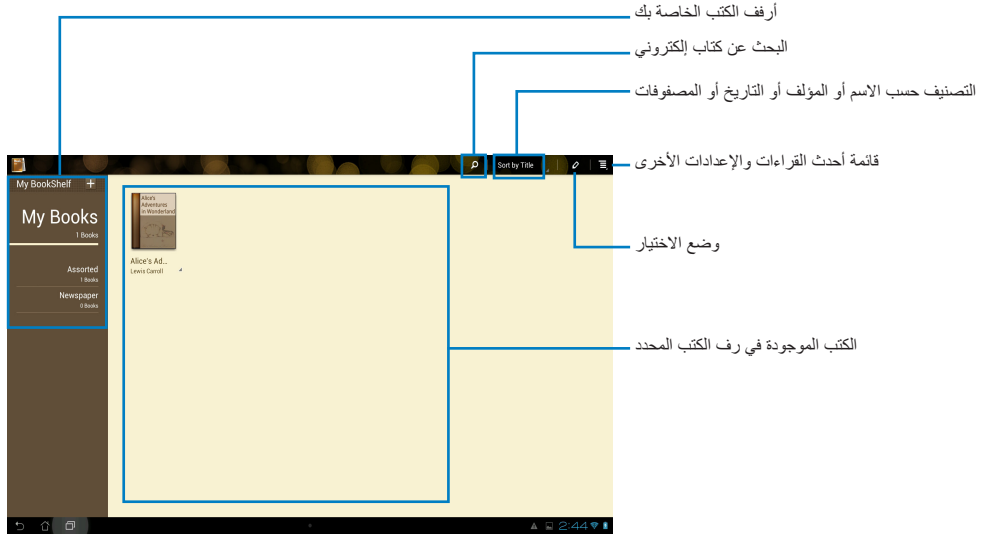 أرفف الكتب الخاصة بك
البحث عن كتاب إلكتروني
التصنيف حسب الاسم أو المؤلف أو التاريخ أو المصفوفات
قائمة أحدث القراءات والإعدادات الأخرى
Sort by Title
My BookShelf
My Books
1 Books
Alice's
Adventures
in Wonderland
وضع الاختيار
Alice's Ad...
Lewis Carroll
Assorted
1 Books
Newspaper
0 Books
الكتب الموجودة في رف الكتب المحدد
2:44